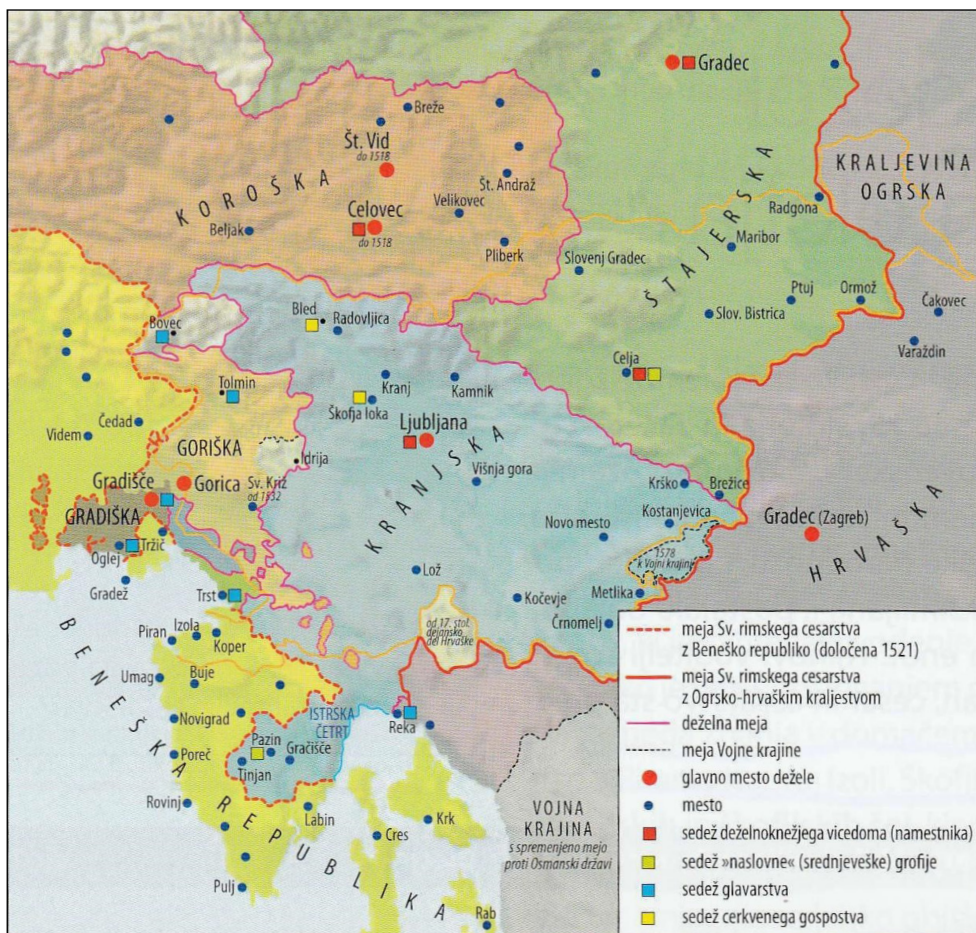 Gradec
Breže
Št. Vid
do 1518
KRALJEVINA
OGRSKA
KOROŠKA
Št. Andraž
Velikovec
Celovec
do 1518
Beljak
Pliberk
Radgona
ŠTAJERSKA
Maribor
Slovenj Gradec
Ptuj
Ormož
Slov. Bistrica
Čakovec
Varaždin
Bled
Radovljica
Bovec
Celja
Tolmin
Kranj
Kamnik
Škofja loka
Ljubljana
Čedad
Videm
GORIŠKA
Idrija
KRANJSKA
Višnja gora
Krško
Brežice
Gradišče
Gorica
Sv. Križ
od 1532
GRADIŠKA
Kostanjevica
Novo mesto
Gradec (Zagreb)
HRVAŠKA
Tržič
Oglej
Gradež
1578
k Vojni krajini
Lož
Kočevje
Metlika
Trst
Črnomelj
od 17. stol.
dejansko
del Hrvaške
BENEŠKA REPUBLIKA
Piran
Izola
Koper
Umag
Buje
Novigrad
ISTRSKA
ČETRT
Reka
Pazin
Gračišče
Poreč
Tinjan
Rovinj
Labin
Krk
Cres
Pulj
Rab
VOJNA
KRAJINA
s spremenjeno mejo
proti Osmanski državi
meja Sv. rimskega cesarstva
z Beneško republiko (določena 1521)
meja Sv. rimskega cesarstva
z Ogrsko-hrvaškim kraljestvom
deželna meja
meja Vojne krajine
glavno mesto dežele
mesto
sedež deželnoknežjega vicedoma (namestnika)
sedež »naslovne« (srednjeveške) grofije
sedež glavarstva
sedež cerkvenega gospostva